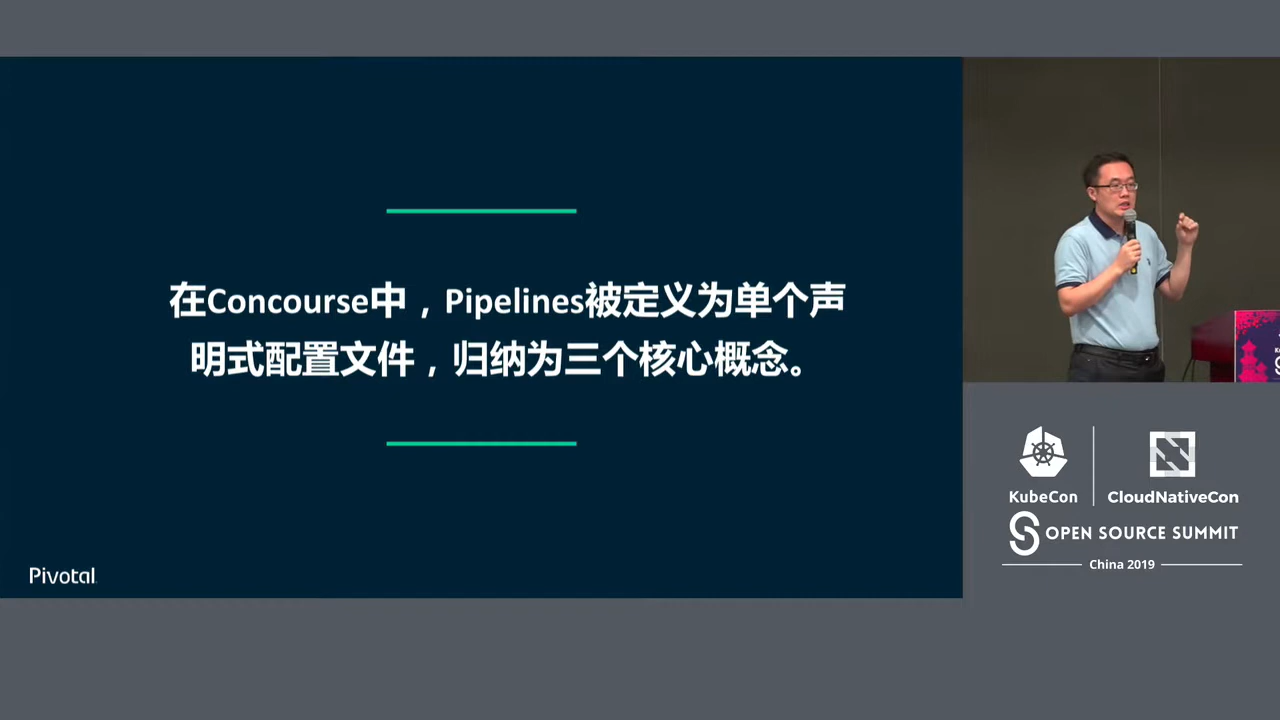 在Concourse中，Pipelines被定义为单个声
明式配置文件，归纳为三个核心概念。
Pivotal
KubeCon
CloudNativeCon
OPEN SOURCE SUMMIT
China 2019